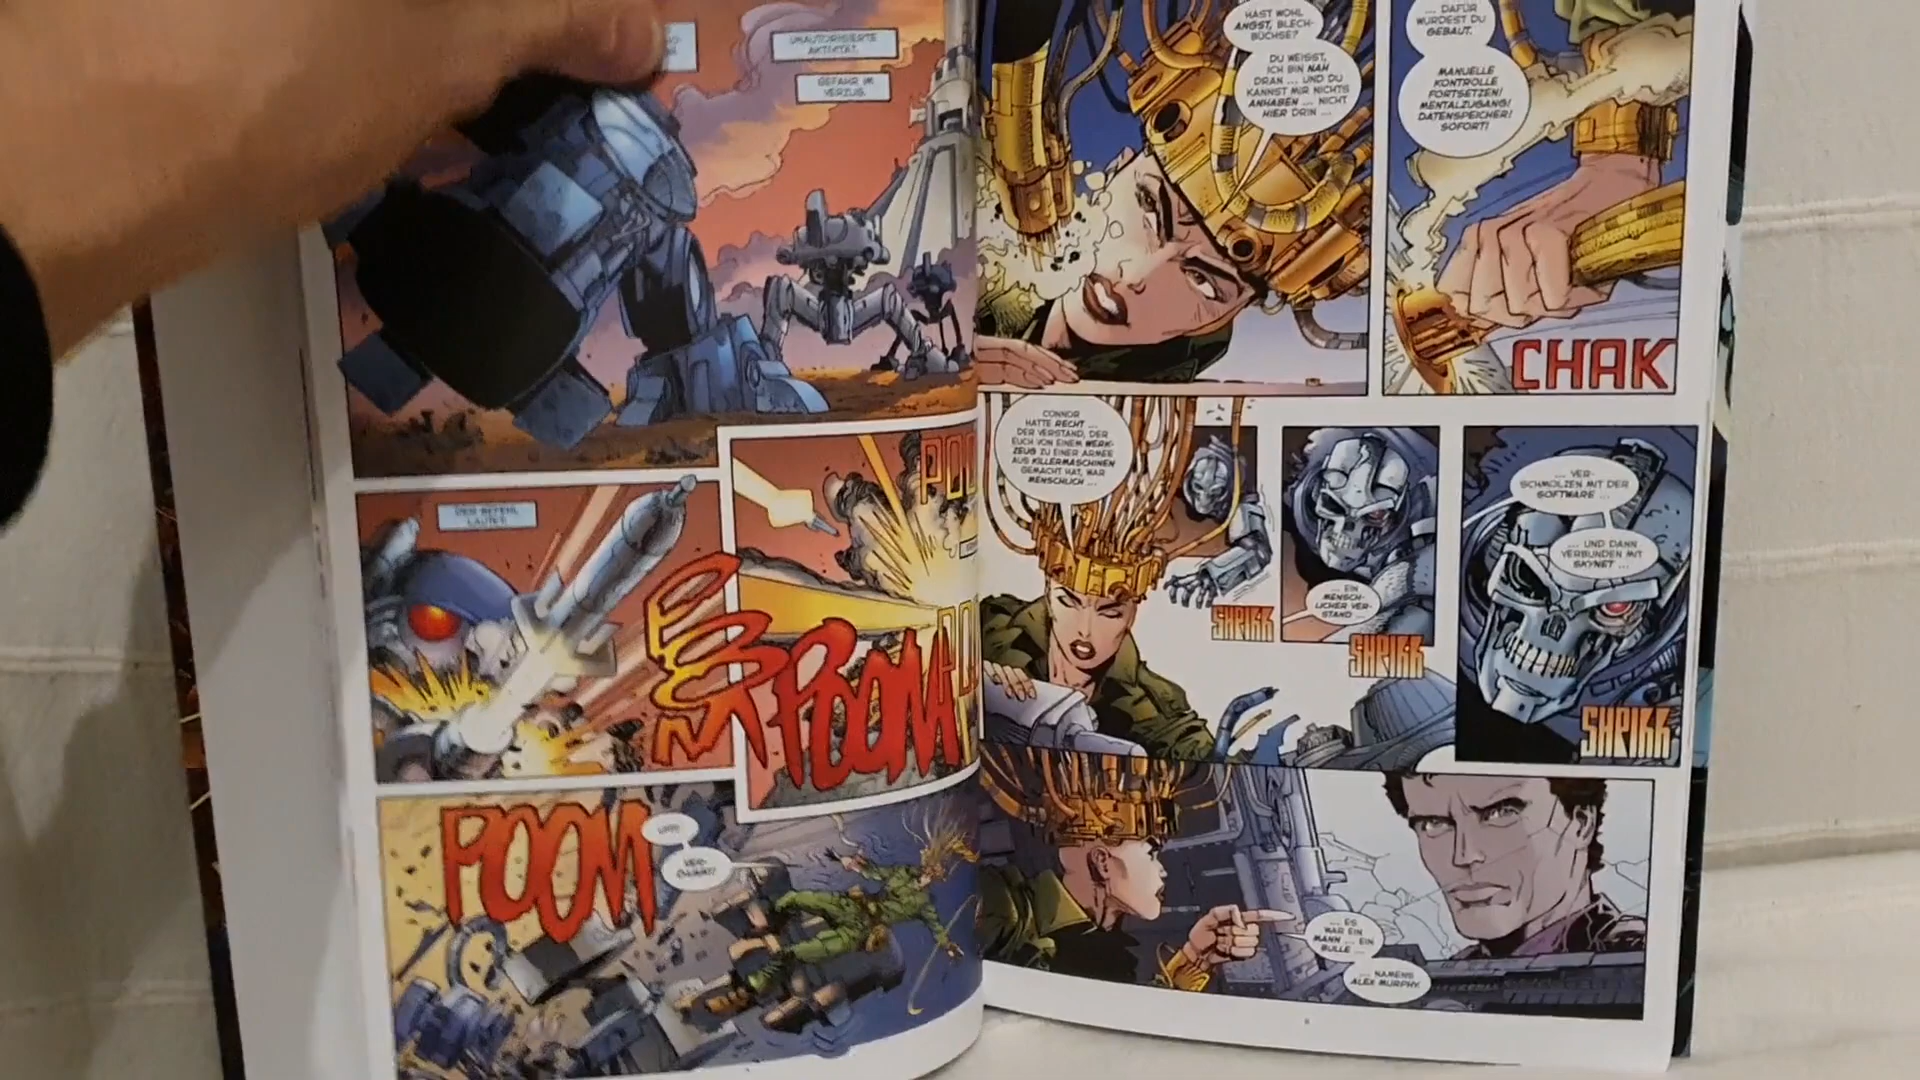 UNAUTORISIERTE
AKTIVITÄT.
GEFAHR IM
VERZUG.
DER BEFEHL
LAUTET:
POOM
POOM
HAST WOHL
ANGST, BLECH-
BÜCHSE?
DU WEISST,
ICH BIN NAH
DRAN ... UND DU
KANNST MIR NICHTS
ANHABEN ... NICHT
HIER DRIN ...
... DAFÜR
WURDEST DU
GEBAUT.
MANUELLE
KONTROLLE
FORTSETZEN!
MENTALZUGANG!
DATENSPEICHER!
SOFORT!
CHAK
CONNOR
HATTE RECHT ...
DER VERSTAND, DER
EUCH VON EINEM WERK-
ZEUG ZU EINER ARMEE
AUS KILLERMASCHINEN
GEMACHT HAT, WAR
MENSCHLICH ...
SHRIKK
... EIN
MENSCH-
LICHER VER-
STAND ...
SHRIKK
... VER-
SCHMOLZEN MIT DER
SOFTWARE ...
... UND DANN
VERBUNDEN MIT
SKYNET ...
SHRIKK
... ES
WAR EIN
MANN ... EIN
BULLE ...
... NAMENS
ALEX MURPHY.